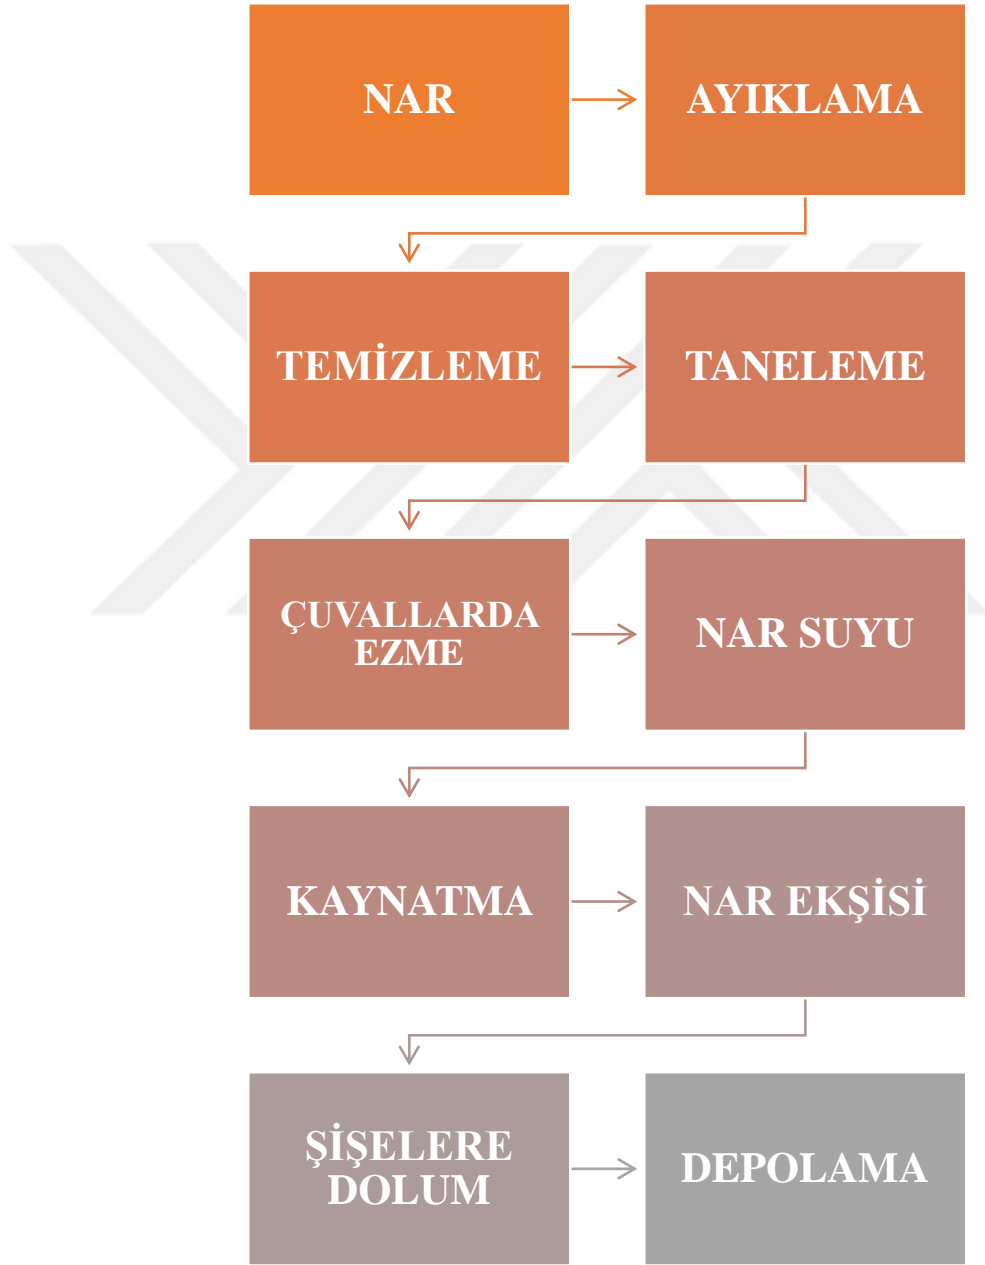 NAR
AYIKLAMA
TEMİZLEME
TANELEME
ÇUVALLARDA
EZME
NAR SUYU
KAYNATMA
NAR EKŞİSİ
ŞİŞELERE
DOLUM
DEPOLAMA